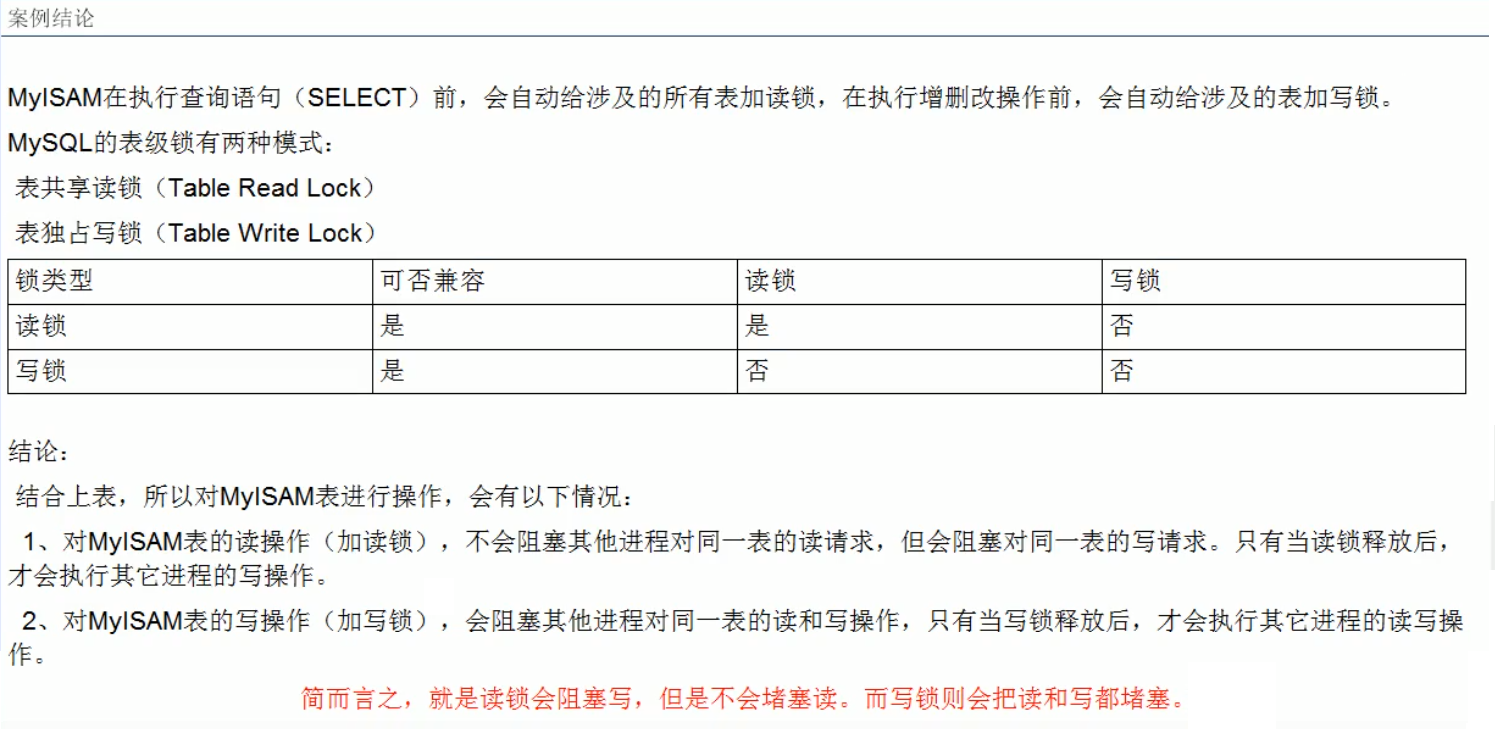 案例结论
MyISAM在执行查询语句（SELECT）前，会自动给涉及的所有表加读锁，在执行增删改操作前，会自动给涉及的表加写锁。
MySQL的表级锁有两种模式：
表共享读锁（Table Read Lock）
表独占写锁（Table Write Lock）
锁类型 可否兼容 读锁 写锁
读锁 是 是 否
写锁 是 否 否
结论：
结合上表，所以对MyISAM表进行操作，会有以下情况：
1、对MyISAM表的读操作（加读锁），不会阻塞其他进程对同一表的读请求，但会阻塞对同一表的写请求。只有当读锁释放后，
才会执行其它进程的写操作。
2、对MyISAM表的写操作（加写锁），会阻塞其他进程对同一表的读和写操作，只有当写锁释放后，才会执行其它进程的读写操
作。
简而言之，就是读锁会阻塞写，但是不会堵塞读。而写锁则会把读和写都堵塞。